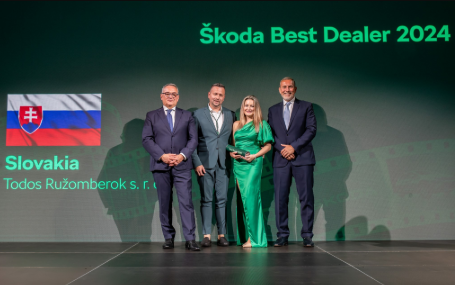 Škoda Best Dealer 2024
Slovakia
Todos Ružomberok s. r.